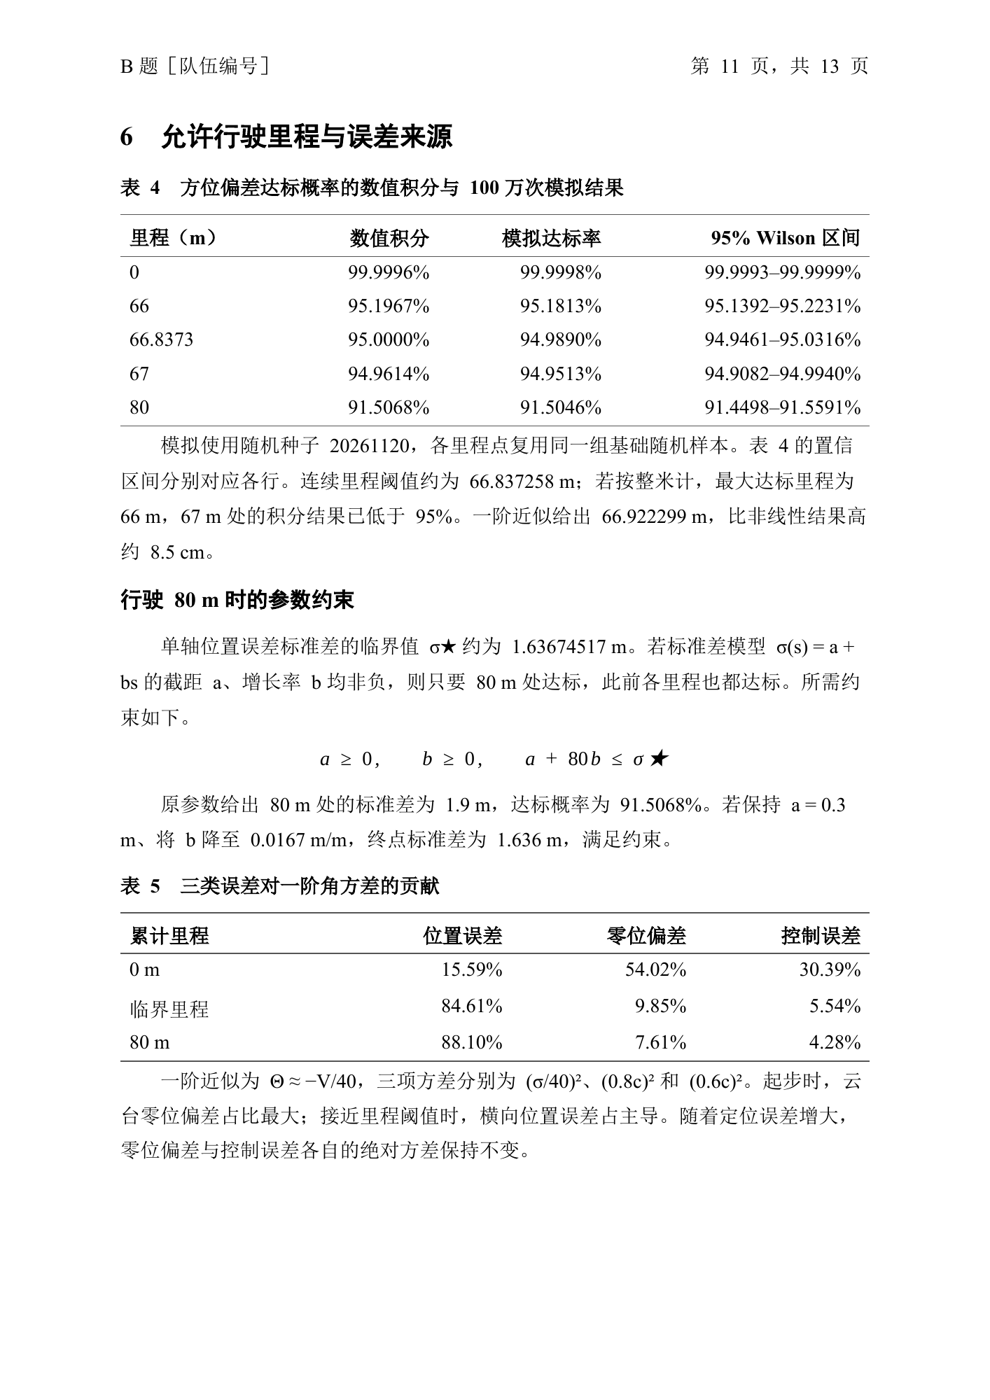 B 题［队伍编号］ 第 11 页，共 13 页
6 允许行驶里程与误差来源
表 4 方位偏差达标概率的数值积分与 100 万次模拟结果
里程（m） 数值积分 模拟达标率 95% Wilson 区间
0 99.9996% 99.9998% 99.9993–99.9999%
66 95.1967% 95.1813% 95.1392–95.2231%
66.8373 95.0000% 94.9890% 94.9461–95.0316%
67 94.9614% 94.9513% 94.9082–94.9940%
80 91.5068% 91.5046% 91.4498–91.5591%
模拟使用随机种子 20261120，各里程点复用同一组基础随机样本。表 4 的置信
区间分别对应各行。连续里程阈值约为 66.837258 m；若按整米计，最大达标里程为
66 m，67 m 处的积分结果已低于 95%。一阶近似给出 66.922299 m，比非线性结果高
约 8.5 cm。
行驶 80 m 时的参数约束
单轴位置误差标准差的临界值 σ★ 约为 1.63674517 m。若标准差模型 σ(s) = a +
bs 的截距 a、增长率 b 均非负，则只要 80 m 处达标，此前各里程也都达标。所需约
束如下。
a ≥ 0, b ≥ 0, a + 80b ≤ σ★
原参数给出 80 m 处的标准差为 1.9 m，达标概率为 91.5068%。若保持 a = 0.3
m、将 b 降至 0.0167 m/m，终点标准差为 1.636 m，满足约束。
表 5 三类误差对一阶角方差的贡献
累计里程 位置误差 零位偏差 控制误差
0 m 15.59% 54.02% 30.39%
临界里程 84.61% 9.85% 5.54%
80 m 88.10% 7.61% 4.28%
一阶近似为 Θ ≈ −V/40，三项方差分别为 (σ/40)²、(0.8c)² 和 (0.6c)²。起步时，云
台零位偏差占比最大；接近里程阈值时，横向位置误差占主导。随着定位误差增大，
零位偏差与控制误差各自的绝对方差保持不变。